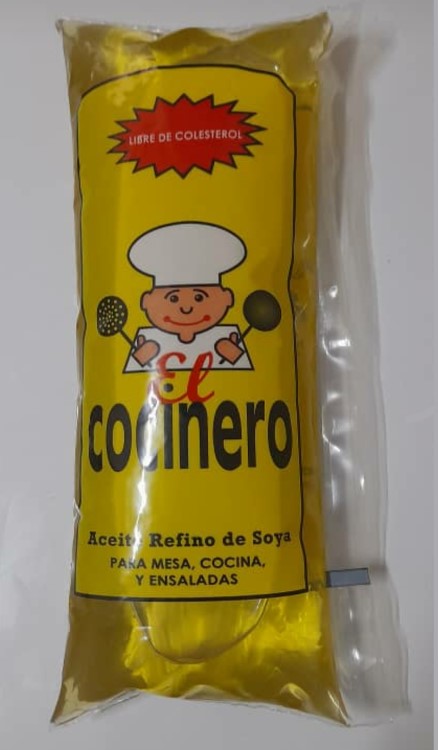 LIBRE DE COLESTEROL
El
cocinero
Aceite Refino de Soya
PARA MESA, COCINA,
Y ENSALADAS